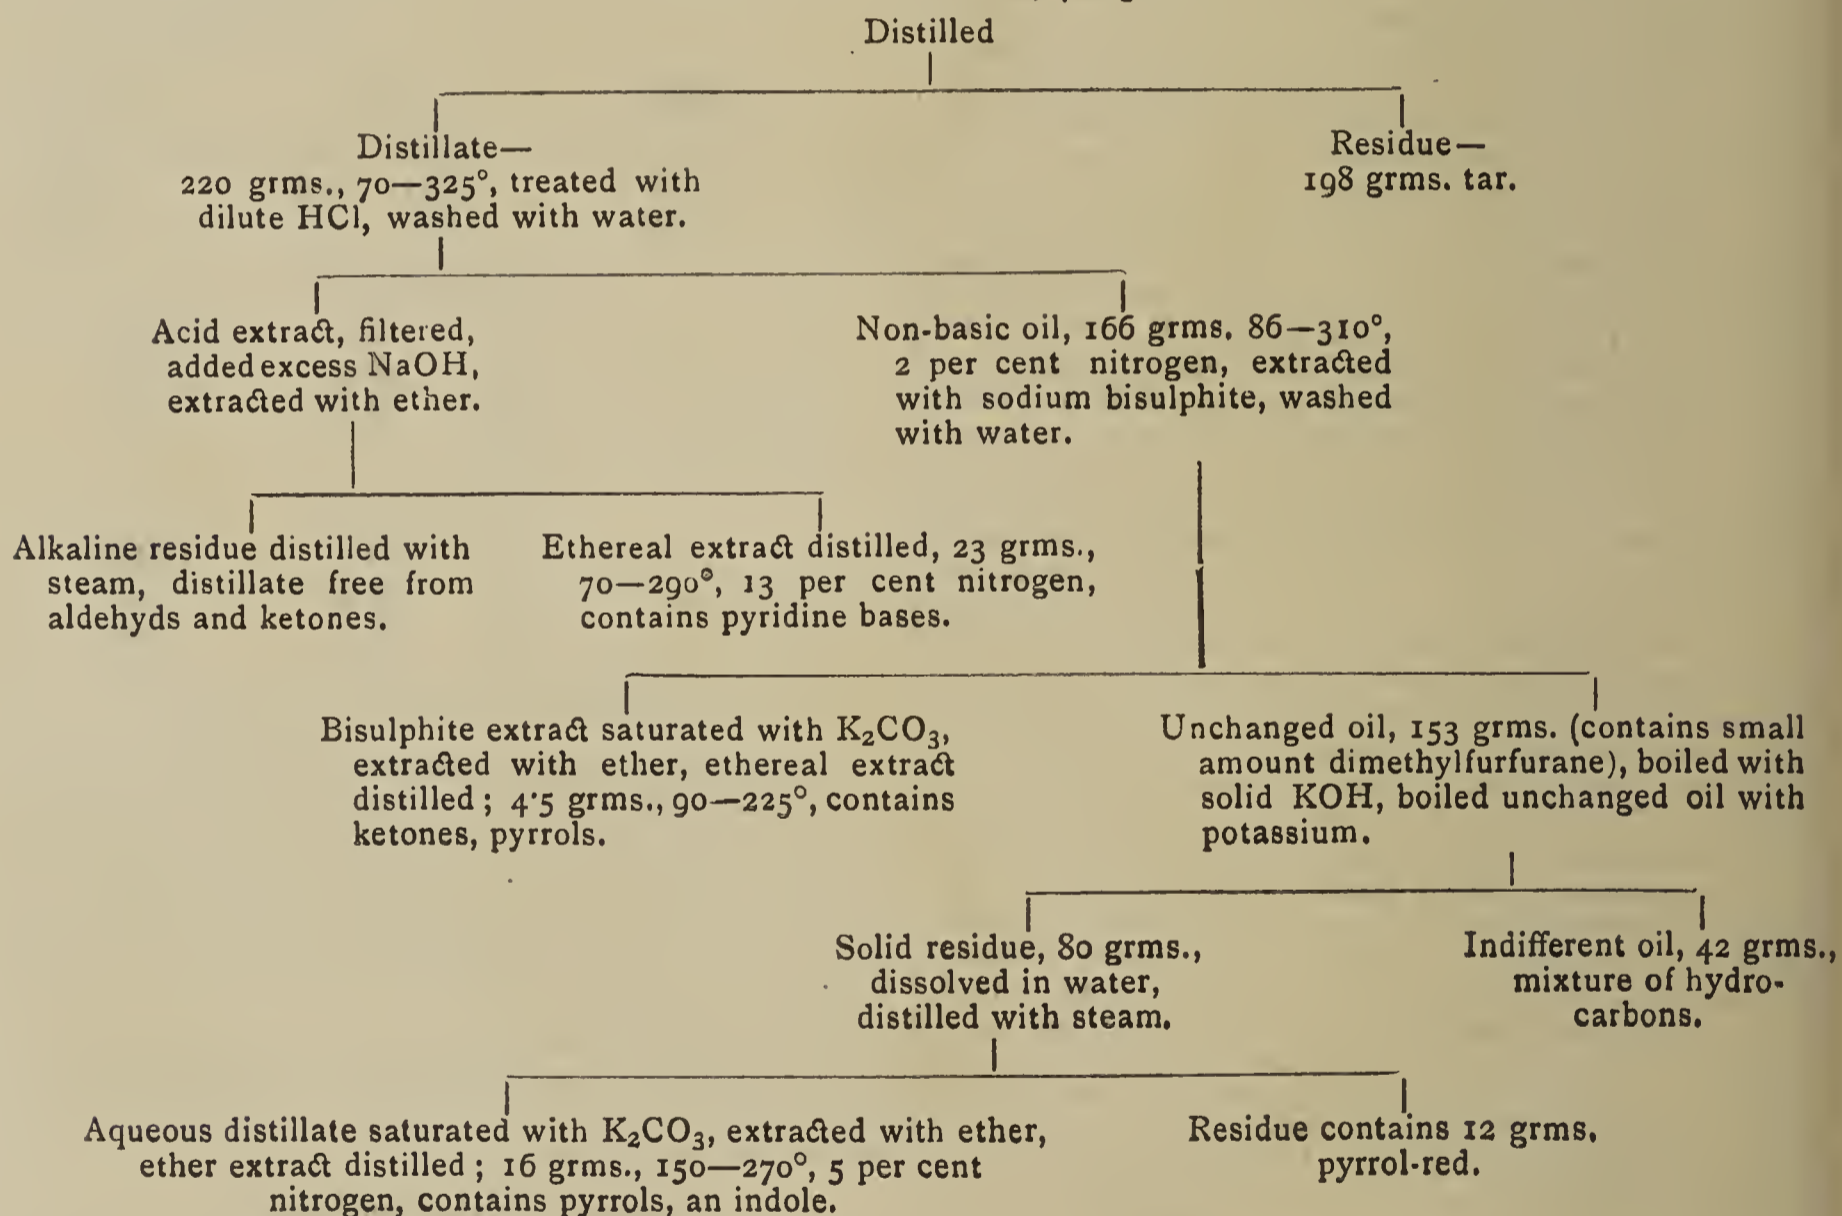 Distilled
Distillate—
220 grms., 70—325°, treated with
dilute HCl, washed with water.
Residue—
198 grms. tar.
Acid extract, filtered,
added excess NaOH,
extracted with ether.
Non-basic oil, 166 grms. 86—310°,
2 per cent nitrogen, extracted
with sodium bisulphite, washed
with water.
Alkaline residue distilled with
steam, distillate free from
aldehyds and ketones.
Ethereal extract distilled, 23 grms.,
70—290°, 13 per cent nitrogen,
contains pyridine bases.
Bisulphite extract saturated with K₂CO₃,
extracted with ether, ethereal extract
distilled; 4·5 grms., 90—225°, contains
ketones, pyrrols.
Unchanged oil, 153 grms. (contains small
amount dimethylfurfurane), boiled with
solid KOH, boiled unchanged oil with
potassium.
Solid residue, 80 grms.,
dissolved in water,
distilled with steam.
Indifferent oil, 42 grms.,
mixture of hydro-
carbons.
Aqueous distillate saturated with K₂CO₃, extracted with ether,
ether extract distilled; 16 grms., 150—270°, 5 per cent
nitrogen, contains pyrrols, an indole.
Residue contains 12 grms.
pyrrol-red.